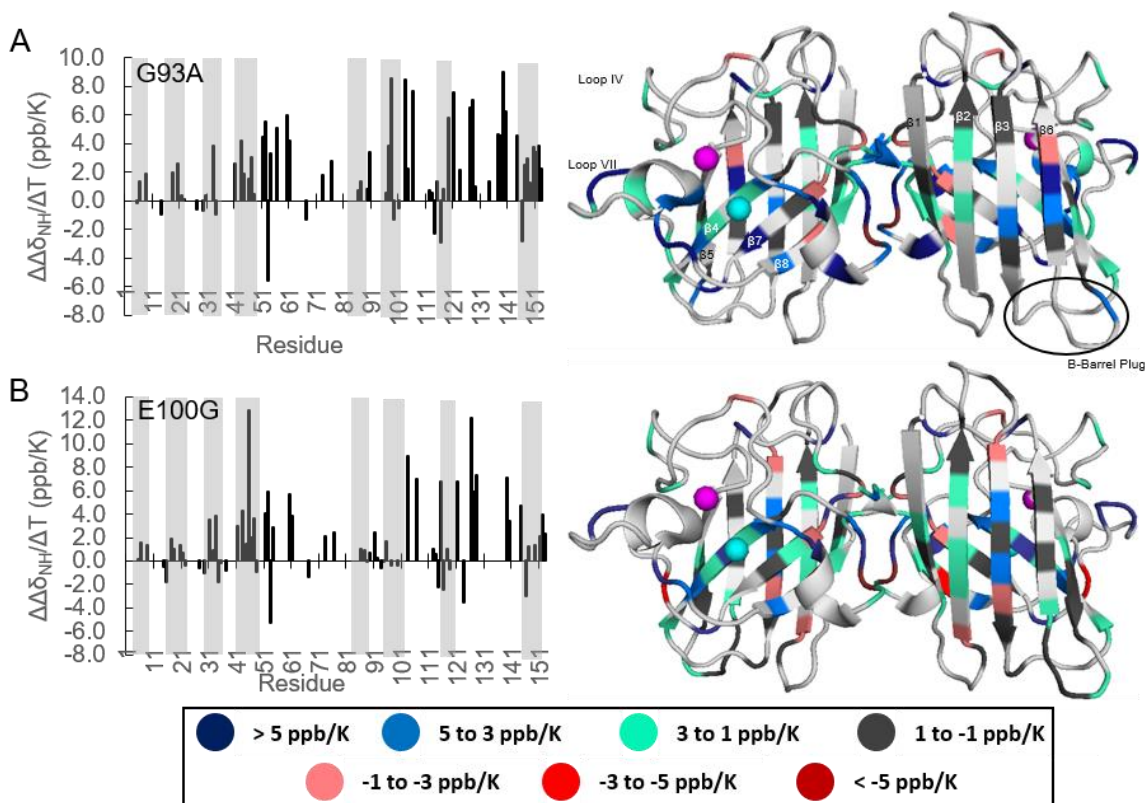 A
G93A
ΔΔδNH/ΔT (ppb/K)
10.0
8.0
6.0
4.0
2.0
0.0
-2.0
-4.0
-6.0
-8.0
1
11
21
31
41
51
61
71
81
91
101
111
121
131
141
151
Residue
Loop IV
Loop VII
β1
β2
β3
β6
β4
β5
β7
β8
B-Barrel Plug
B
E100G
ΔΔδNH/ΔT (ppb/K)
14.0
12.0
10.0
8.0
6.0
4.0
2.0
0.0
-2.0
-4.0
-6.0
-8.0
1
11
21
31
41
51
61
71
81
91
101
111
121
131
141
151
Residue
> 5 ppb/K
5 to 3 ppb/K
3 to 1 ppb/K
1 to -1 ppb/K
-1 to -3 ppb/K
-3 to -5 ppb/K
< -5 ppb/K